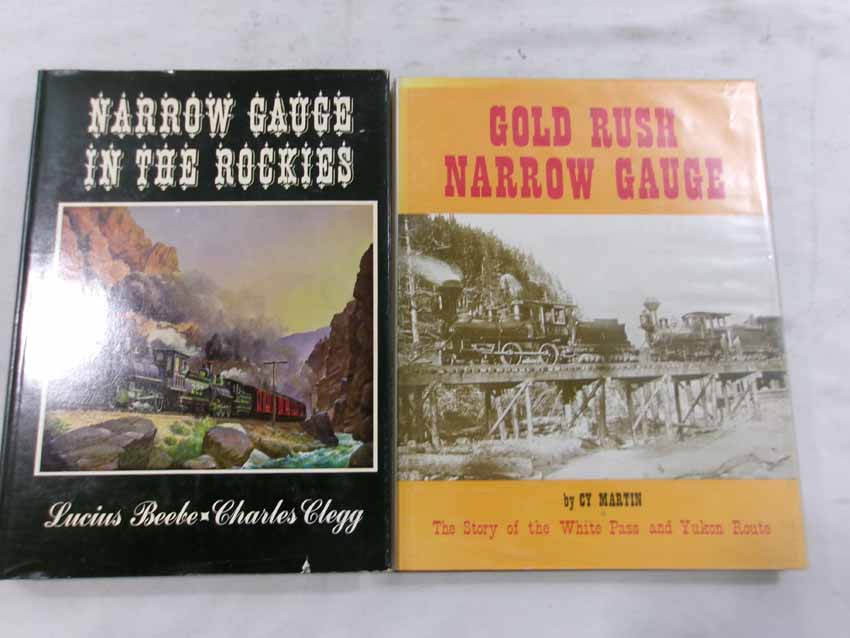 NARROW GAUGE
IN THE ROCKIES
Lucius Beebe Charles Clegg
GOLD RUSH
NARROW GAUGE
by CY MARTIN
The Story of the White Pass and Yukon Route